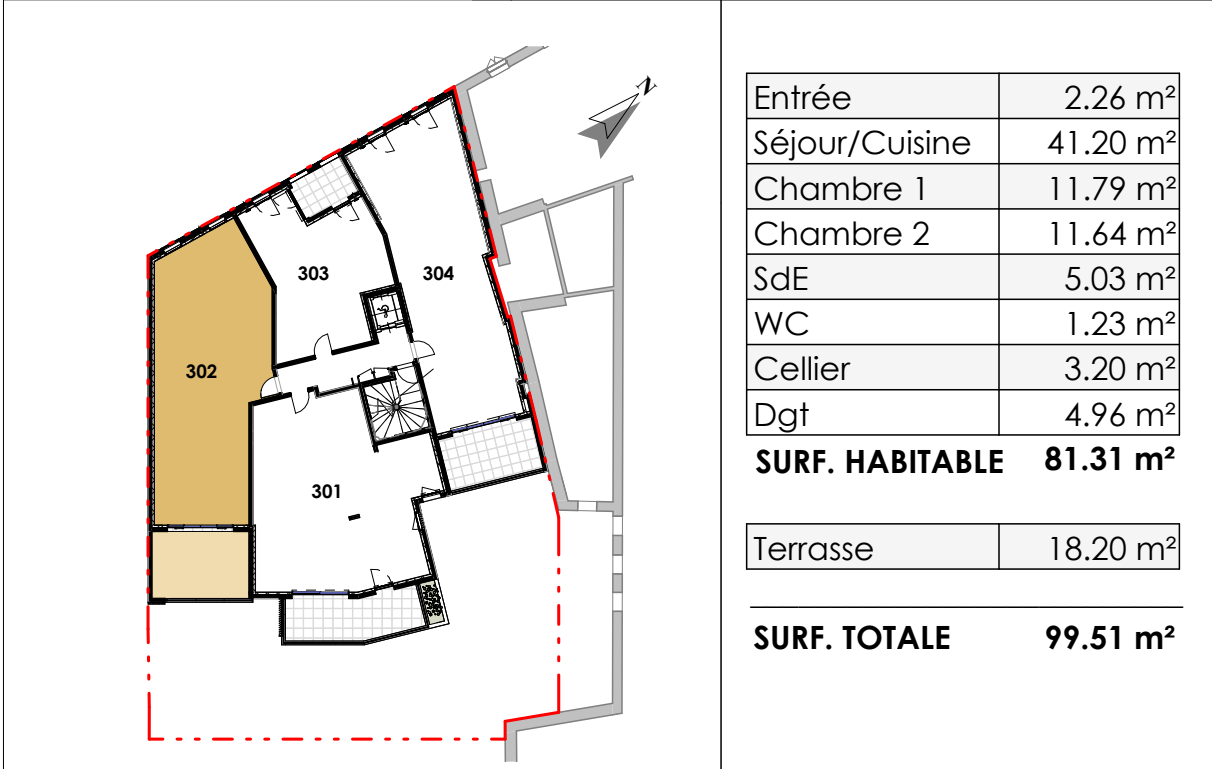 N
303
304
302
301
Entrée 2.26 m²
Séjour/Cuisine 41.20 m²
Chambre 1 11.79 m²
Chambre 2 11.64 m²
SdE 5.03 m²
WC 1.23 m²
Cellier 3.20 m²
Dgt 4.96 m²
SURF. HABITABLE 81.31 m²
Terrasse 18.20 m²
SURF. TOTALE 99.51 m²